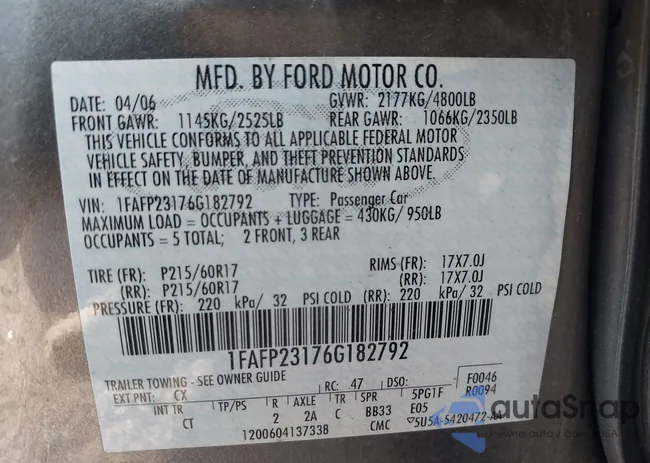 MFD. BY FORD MOTOR CO.
DATE: 04/06 GVWR: 2177KG/4800LB
FRONT GAWR: 1145KG/2525LB REAR GAWR: 1066KG/2350LB
THIS VEHICLE CONFORMS TO ALL APPLICABLE FEDERAL MOTOR
VEHICLE SAFETY, BUMPER, AND THEFT PREVENTION STANDARDS
IN EFFECT ON THE DATE OF MANUFACTURE SHOWN ABOVE.
VIN: 1FAFP23176G182792 TYPE: Passenger Car
MAXIMUM LOAD = OCCUPANTS + LUGGAGE = 430KG/ 950LB
OCCUPANTS = 5 TOTAL; 2 FRONT, 3 REAR
TIRE (FR): P215/60R17 RIMS (FR): 17X7.0J
(RR): P215/60R17 (RR): 17X7.0J
PRESSURE (FR): 220 kPa/ 32 PSI COLD (RR): 220 kPa/ 32 PSI COLD
1FAFP23176G182792
TRAILER TOWING - SEE OWNER GUIDE RC: 47 DSO: F0046
EXT PNT: CX R0094
INT TR TP/PS R AXLE TR SPR 5PG1F
CT 2 2A C BB33 E05
CMC 5U5A-5420472-AA
1200604137338
autoSnap